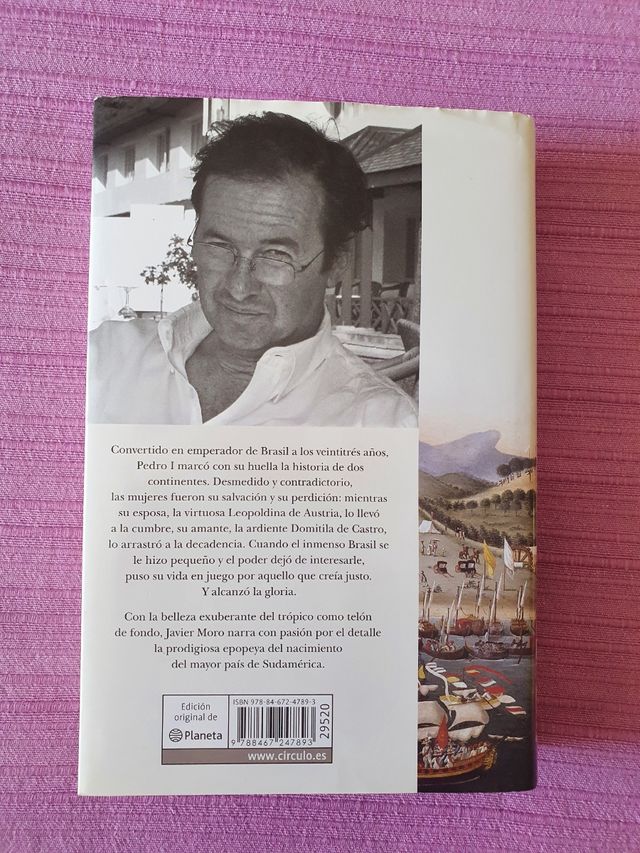 Convertido en emperador de Brasil a los veintitrés años,
Pedro I marcó con su huella la historia de dos
continentes. Desmedido y contradictorio,
las mujeres fueron su salvación y su perdición: mientras
su esposa, la virtuosa Leopoldina de Austria, lo llevó
a la cumbre, su amante, la ardiente Domitila de Castro,
lo arrastró a la decadencia. Cuando el inmenso Brasil se
le hizo pequeño y el poder dejó de interesarle,
puso su vida en juego por aquello que creía justo.
Y alcanzó la gloria.
Con la belleza exuberante del trópico como telón
de fondo, Javier Moro narra con pasión por el detalle
la prodigiosa epopeya del nacimiento
del mayor país de Sudamérica.
Edición
original de
Planeta
ISBN 978-84-672-4789-3
9 788467 247893
29520
www.circulo.es